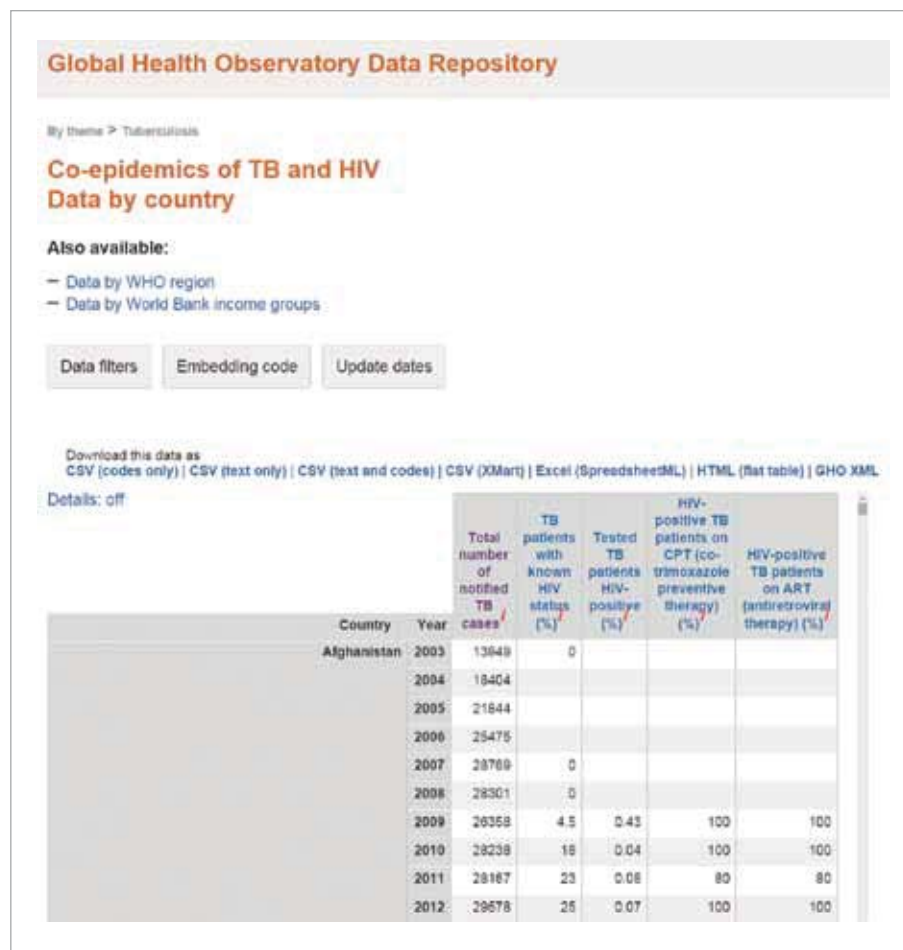 Global Health Observatory Data Repository
By theme > Tuberculosis
Co-epidemics of TB and HIV
Data by country
Also available:
— Data by WHO region
— Data by World Bank income groups
Data filters Embedding code Update dates
Download this data as
CSV (codes only) | CSV (text only) | CSV (text and codes) | CSV (XMart) | Excel (SpreadsheetML) | HTML (flat table) | GHO XML
Details: off
Country Year Total number of notified TB cases TB patients with known HIV status (%) Tested TB patients HIV-positive (%) HIV-positive TB patients on CPT (co-trimoxazole preventive therapy) (%) HIV-positive TB patients on ART (antiretroviral therapy) (%)
Afghanistan 2003 13949 0
2004 18404
2005 21844
2006 25475
2007 28769 0
2008 28301 0
2009 26358 4.5 0.43 100 100
2010 28238 18 0.04 100 100
2011 28167 23 0.08 80 80
2012 29578 25 0.07 100 100